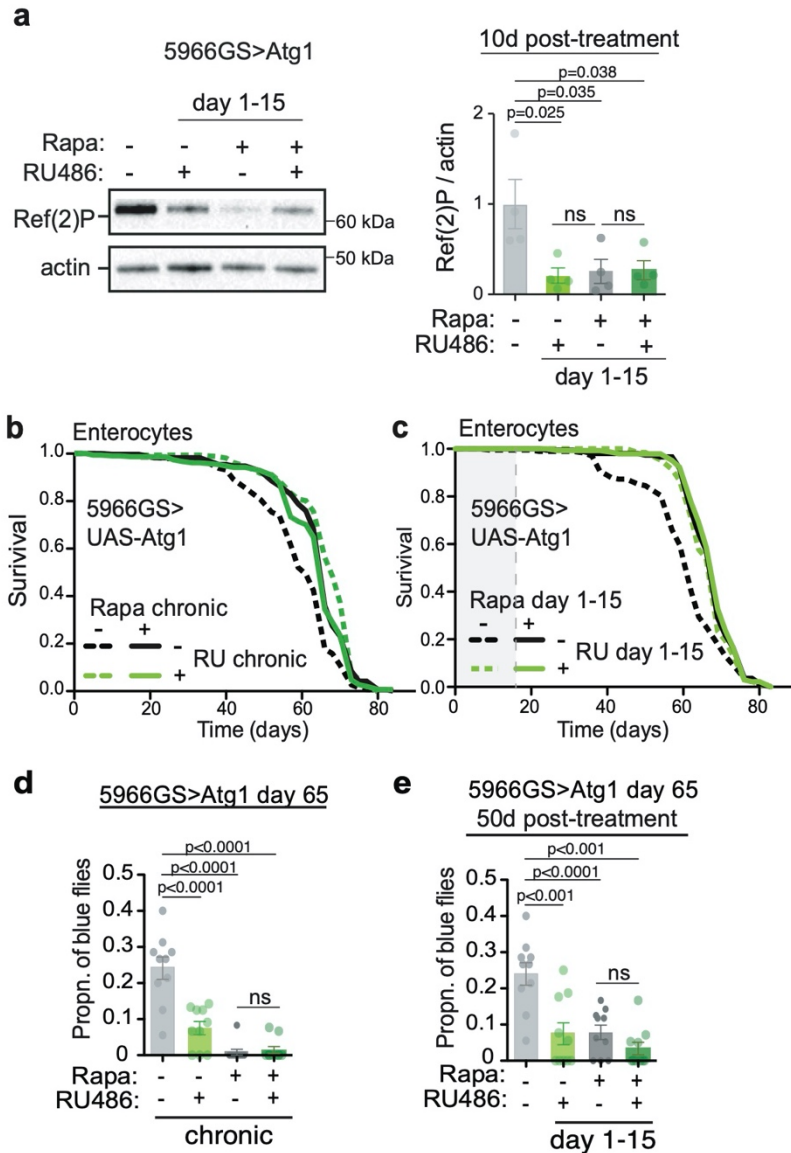 a
5966GS>Atg1
day 1-15
Rapa: - - + +
RU486: - + - +
Ref(2)P
60 kDa
50 kDa
actin
10d post-treatment
p=0.038
p=0.035
p=0.025
ns ns
Ref(2)P / actin
2
1
0
Rapa: - - + +
RU486: - + - +
day 1-15
b
Enterocytes
Surivival
1.0
0.8
0.6
0.4
0.2
0.0
5966GS>
UAS-Atg1
Rapa chronic
- +
-
RU chronic
+
0 20 40 60 80
Time (days)
c
Enterocytes
Surivival
1.0
0.8
0.6
0.4
0.2
0.0
5966GS>
UAS-Atg1
Rapa day 1-15
- +
-
RU day 1-15
+
0 20 40 60 80
Time (days)
d
5966GS>Atg1 day 65
p<0.0001
p<0.0001
p<0.0001
ns
Propn. of blue flies
0.5
0.4
0.3
0.2
0.1
0
Rapa: - - + +
RU486: - + - +
chronic
e
5966GS>Atg1 day 65
50d post-treatment
p<0.001
p<0.0001
p<0.001
ns
Propn. of blue flies
0.5
0.4
0.3
0.2
0.1
0
Rapa: - - + +
RU486: - + - +
day 1-15